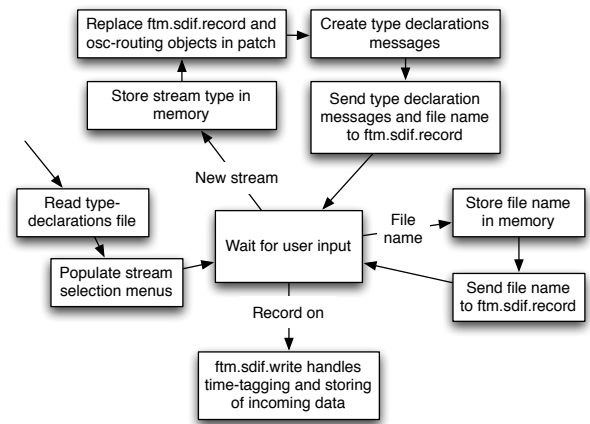 Replace ftm.sdif.record and
osc-routing objects in patch
Create type declarations
messages
Store stream type in
memory
Send type declaration
messages and file name
to ftm.sdif.record
New stream
Read type-
declarations file
Wait for user input
File
name
Store file name
in memory
Populate stream
selection menus
Send file name
to ftm.sdif.record
Record on
ftm.sdif.write handles
time-tagging and storing
of incoming data